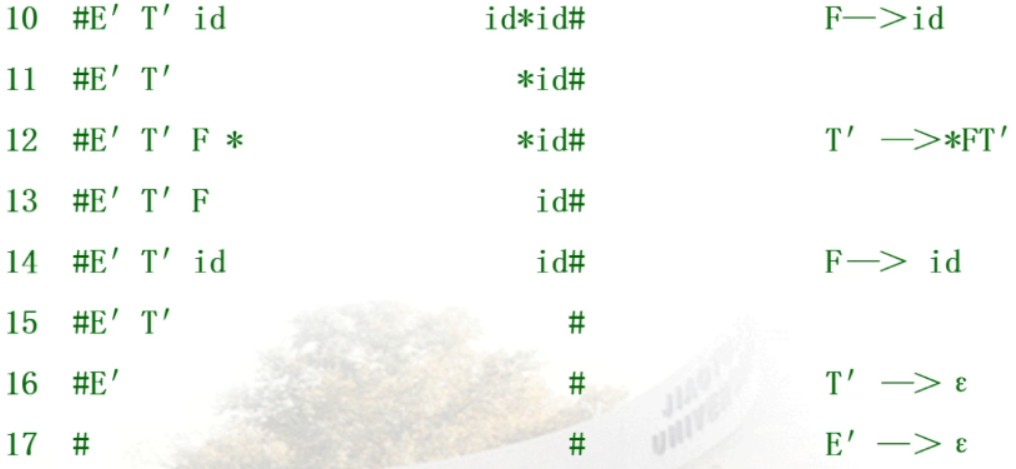 10 #E′ T′ id id*id# F—>id
11 #E′ T′ *id#
12 #E′ T′ F * *id# T′ —>*FT′
13 #E′ T′ F id#
14 #E′ T′ id id# F—> id
15 #E′ T′ #
16 #E′ # T′ —> ε
17 # # E′ —> ε